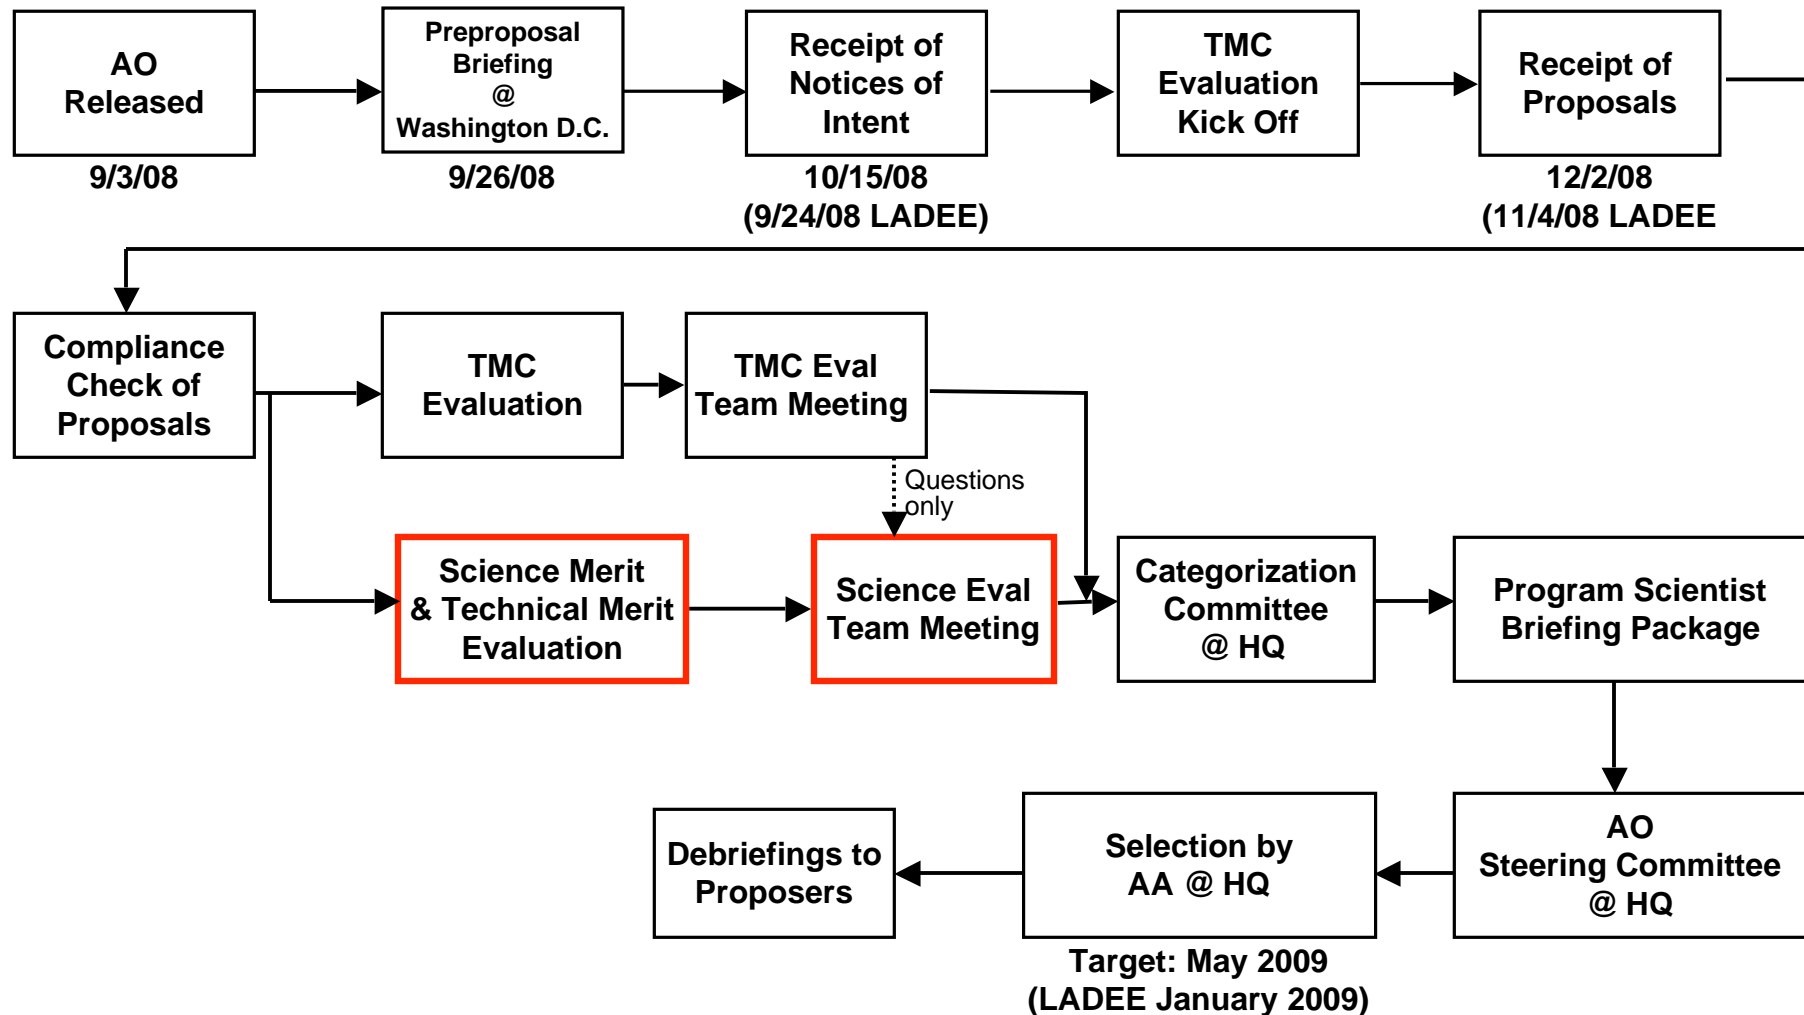 AO
Released
9/3/08
Preproposal
Briefing
@
Washington D.C.
9/26/08
Receipt of
Notices of
Intent
10/15/08
(9/24/08 LADEE)
TMC
Evaluation
Kick Off
Receipt of
Proposals
12/2/08
(11/4/08 LADEE
Compliance
Check of
Proposals
TMC
Evaluation
TMC Eval
Team Meeting
Questions
only
Science Merit
& Technical Merit
Evaluation
Science Eval
Team Meeting
Categorization
Committee
@ HQ
Program Scientist
Briefing Package
AO
Steering Committee
@ HQ
Selection by
AA @ HQ
Target: May 2009
(LADEE January 2009)
Debriefings to
Proposers